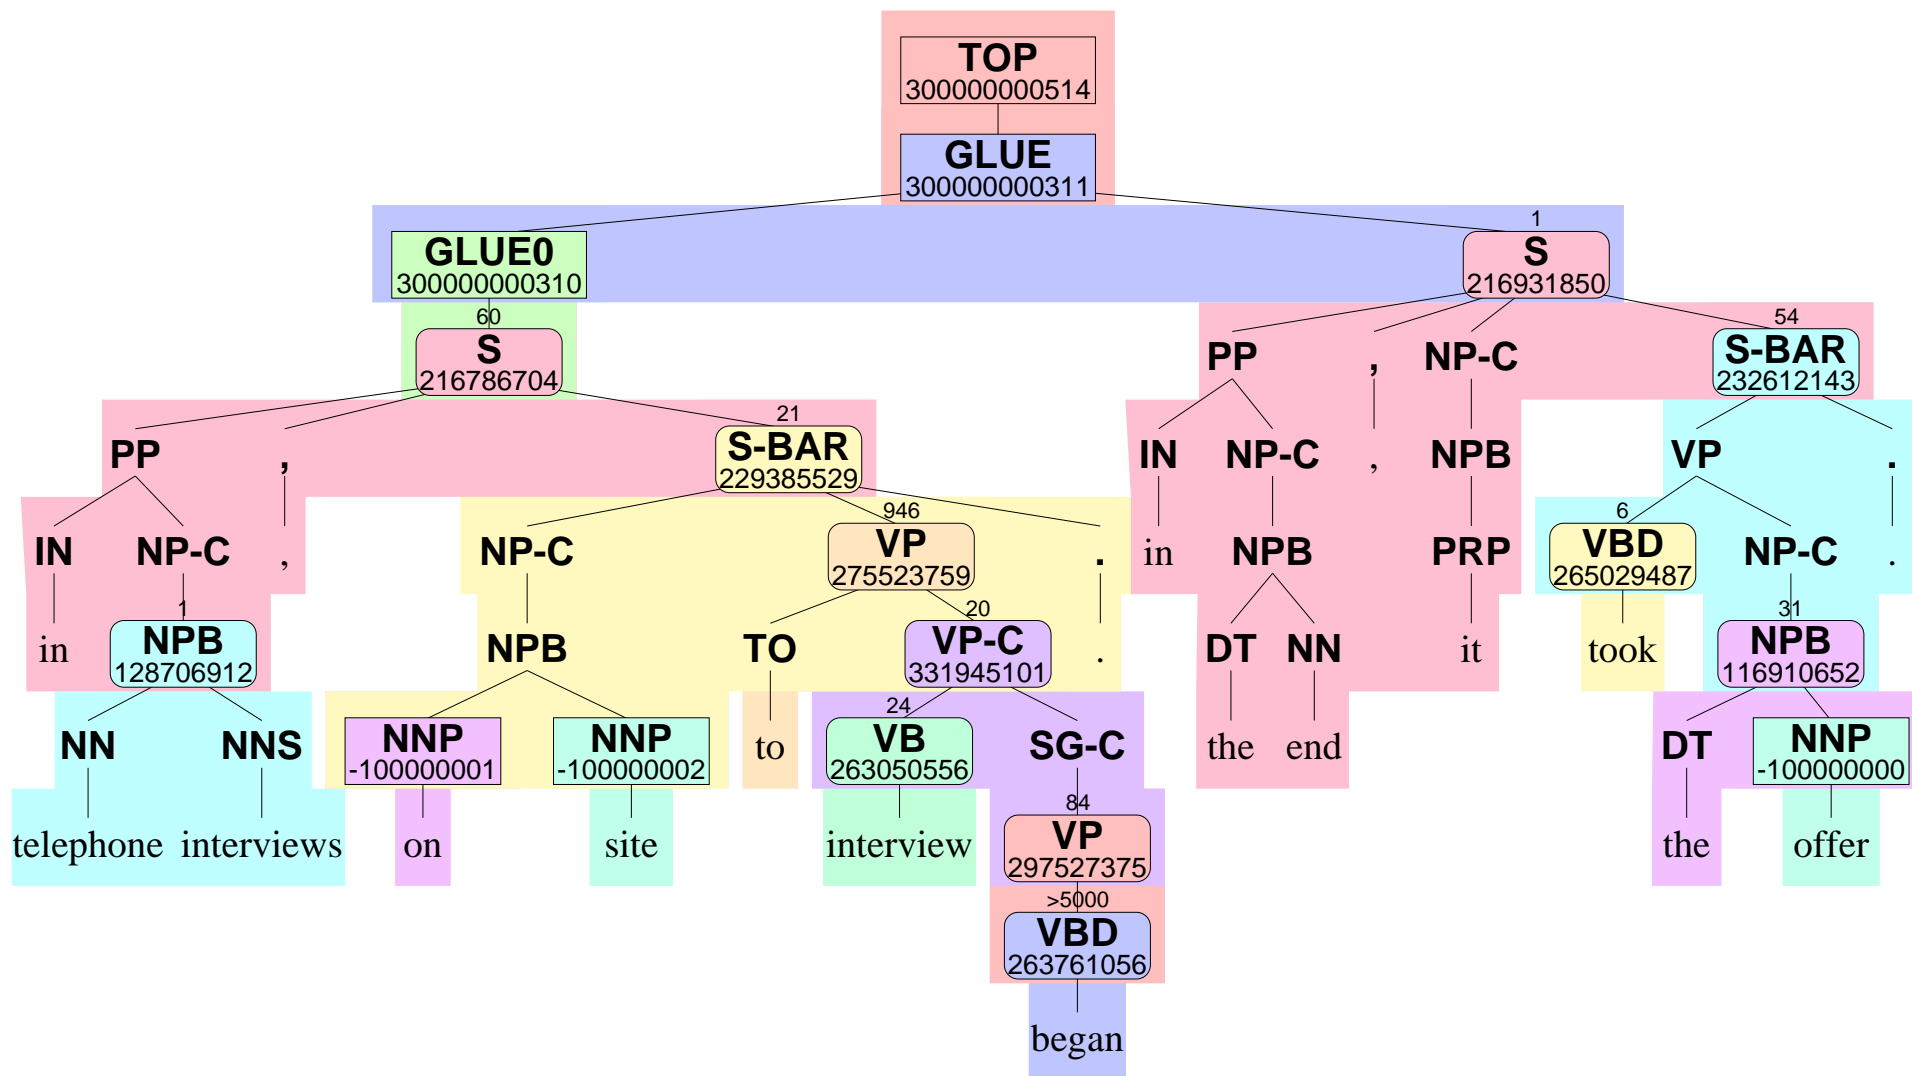 TOP
300000000514
GLUE
300000000311
1
GLUE0 S
300000000310 216931850
60 54
S PP , NP-C S-BAR
216786704 232612143
21
PP , S-BAR IN NP-C , NPB VP .
229385529
946 6
IN NP-C , NP-C VP . in NPB PRP VBD NP-C .
275523759 265029487
1 20 31
in NPB NPB TO VP-C . DT NN it took NPB
128706912 331945101 116910652
24
NN NNS NNP NNP to VB SG-C the end DT NNP
-100000001 -100000002 263050556 -100000000
84
telephone interviews on site interview VP the offer
297527375
>5000
VBD
263761056
began